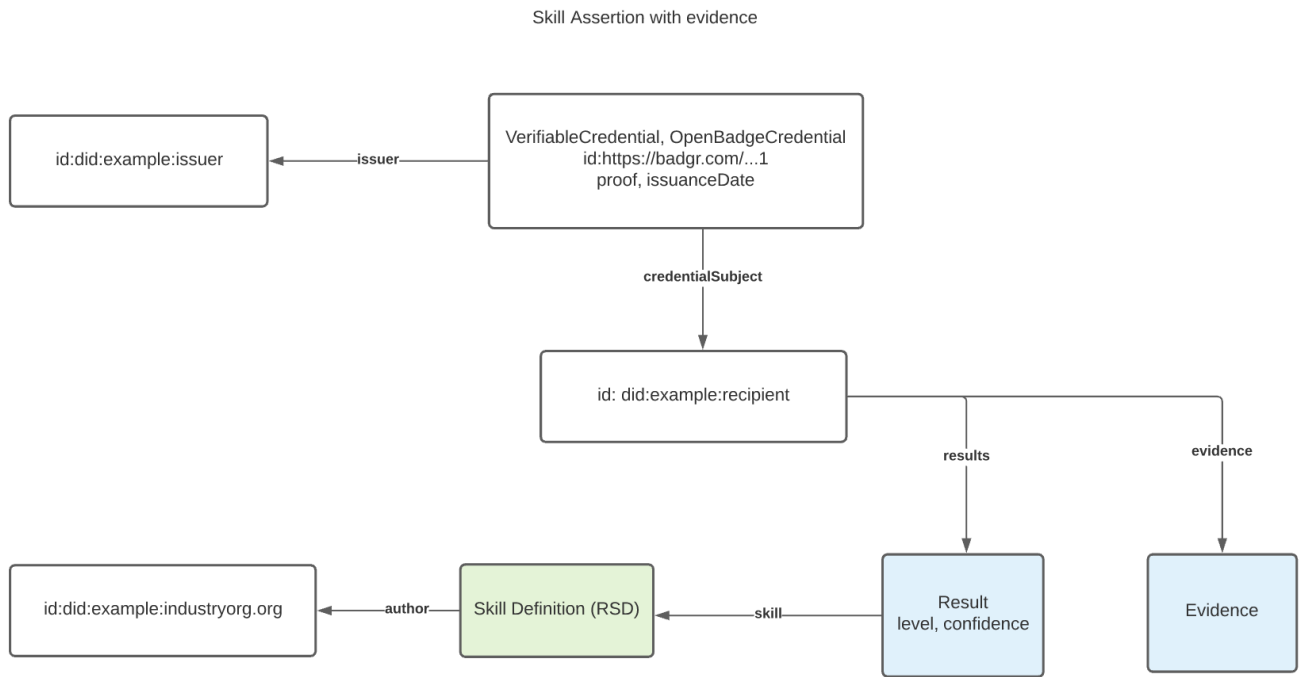 Skill Assertion with evidence
VerifiableCredential, OpenBadgeCredential
id:https://badgr.com/...1
proof, issuanceDate
id:did:example:issuer
issuer
credentialSubject
id: did:example:recipient
results
evidence
id:did:example:industryorg.org
author
Skill Definition (RSD)
skill
Result
level, confidence
Evidence